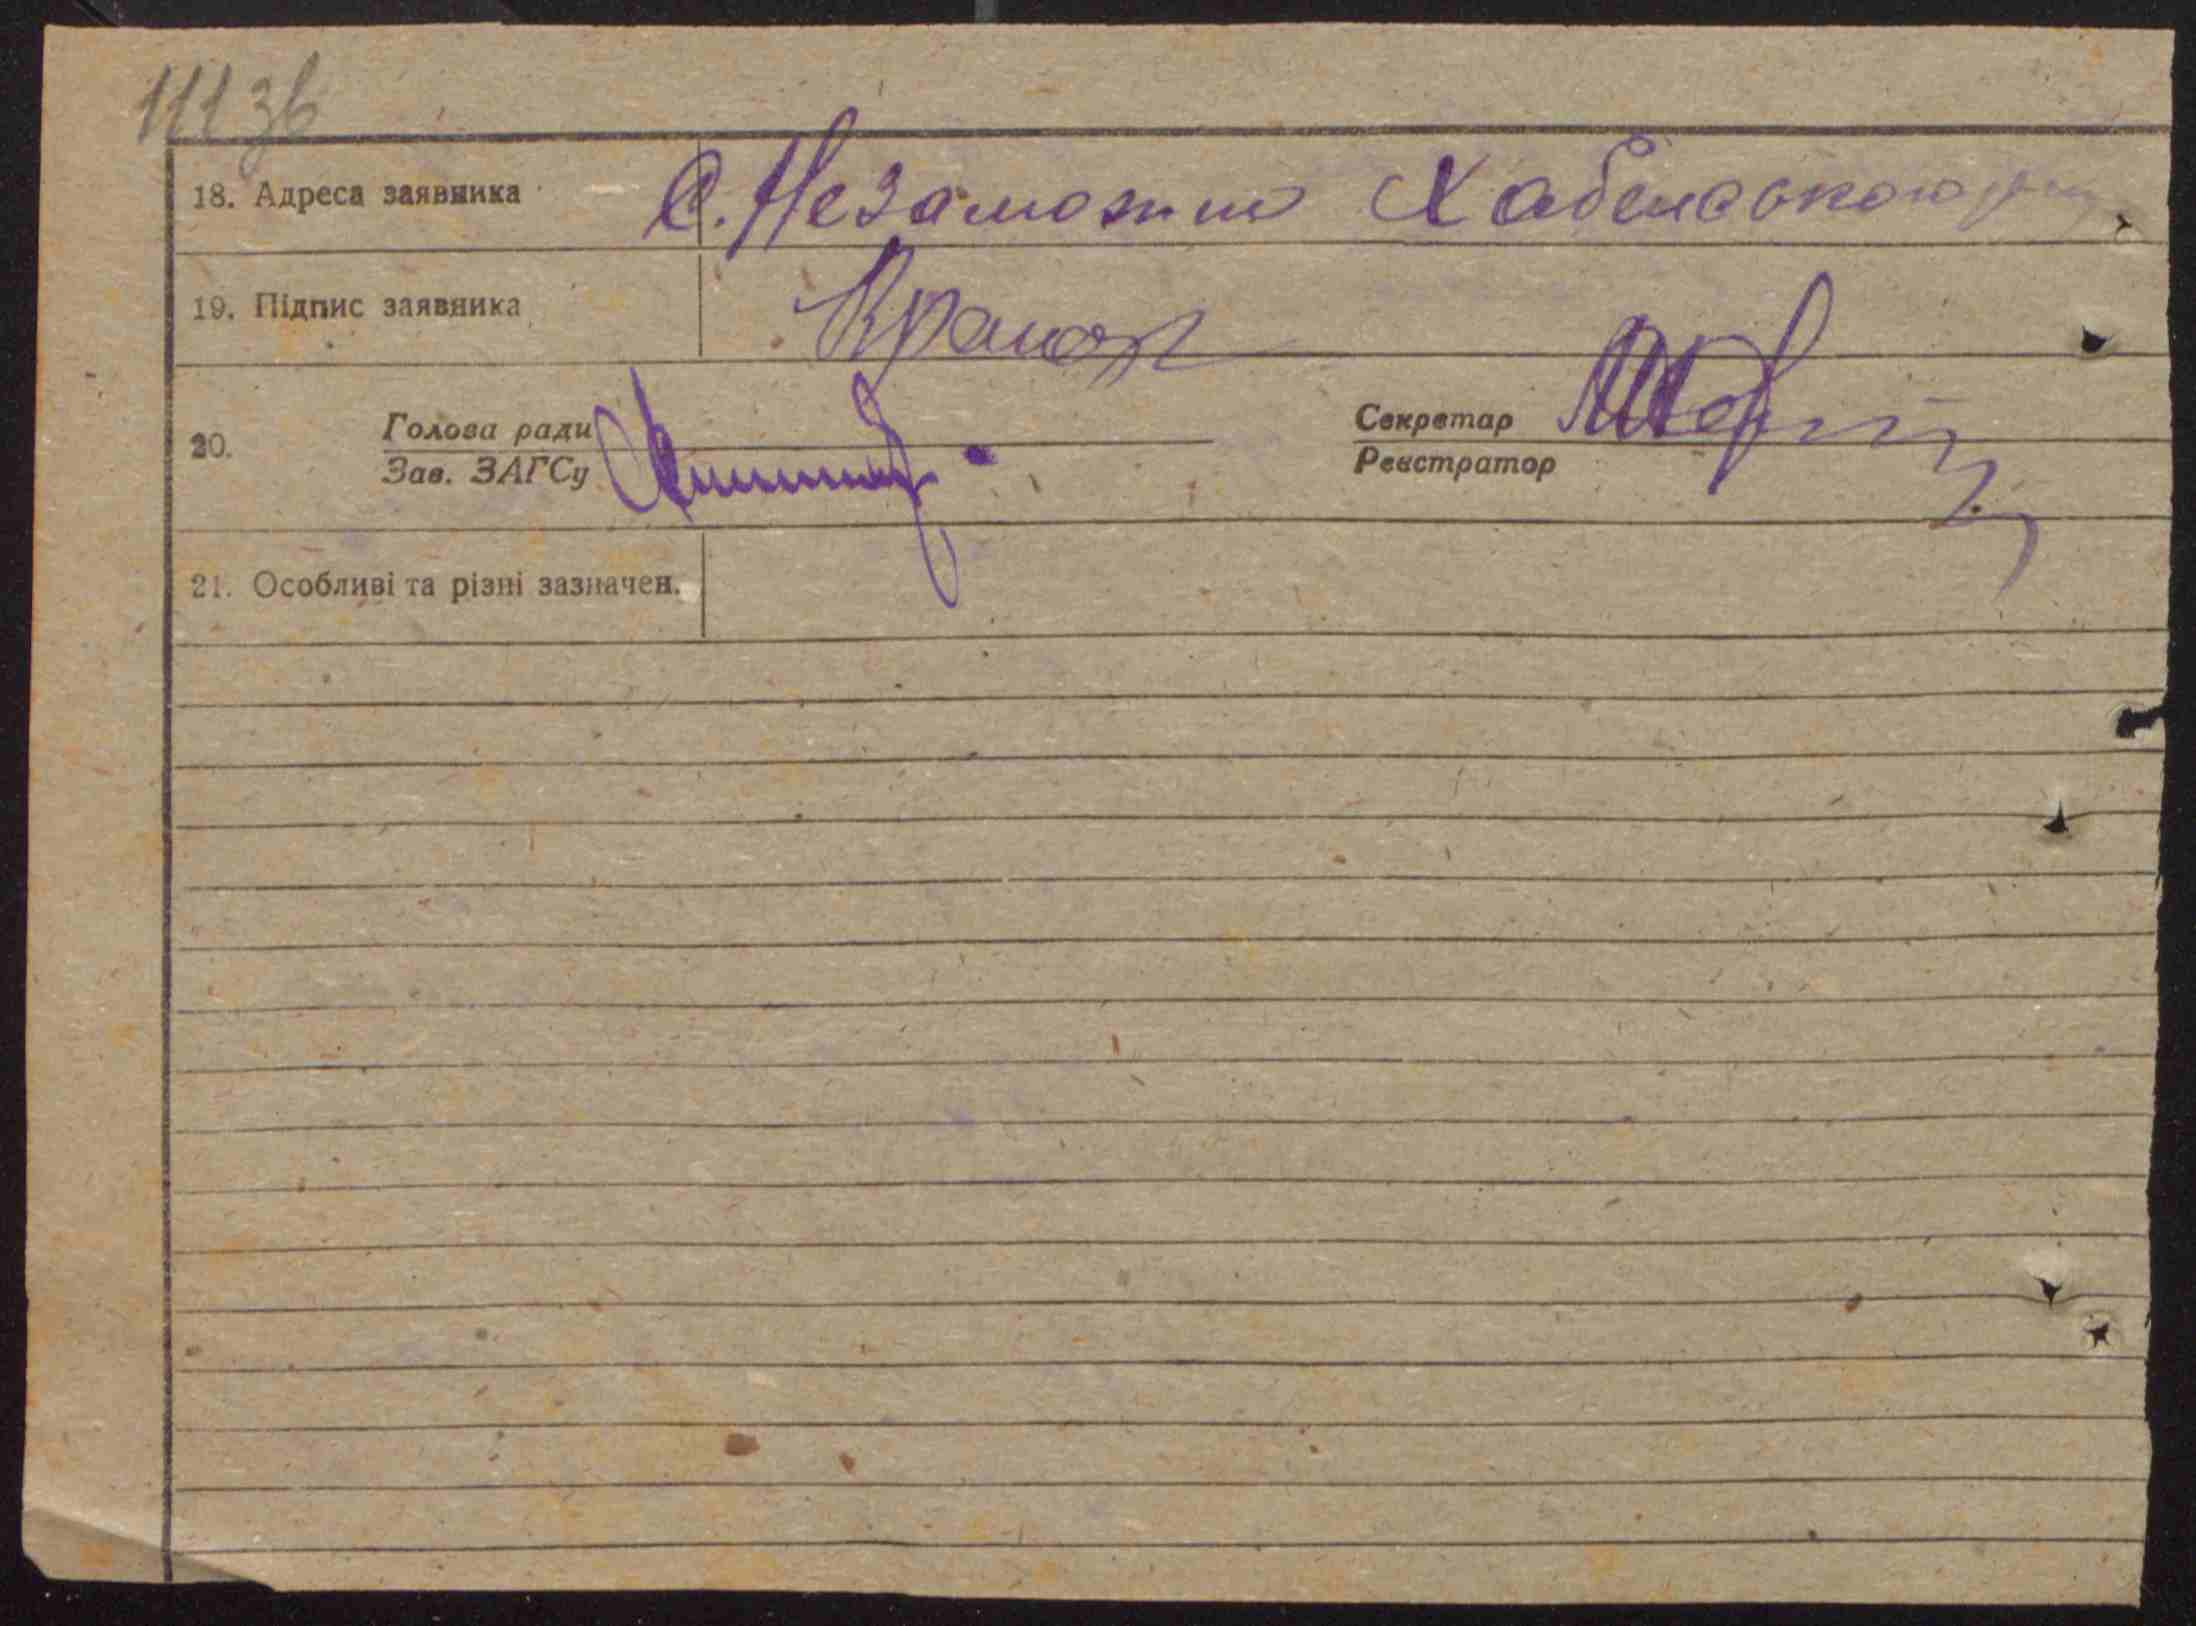 111 зв
18. Адреса заявника С. Незаможне Хабенського
19. Підпис заявника
20. Голова ради Секретар
Зав. ЗАГСу Реєстратор
21. Особливі та різні зазначен.